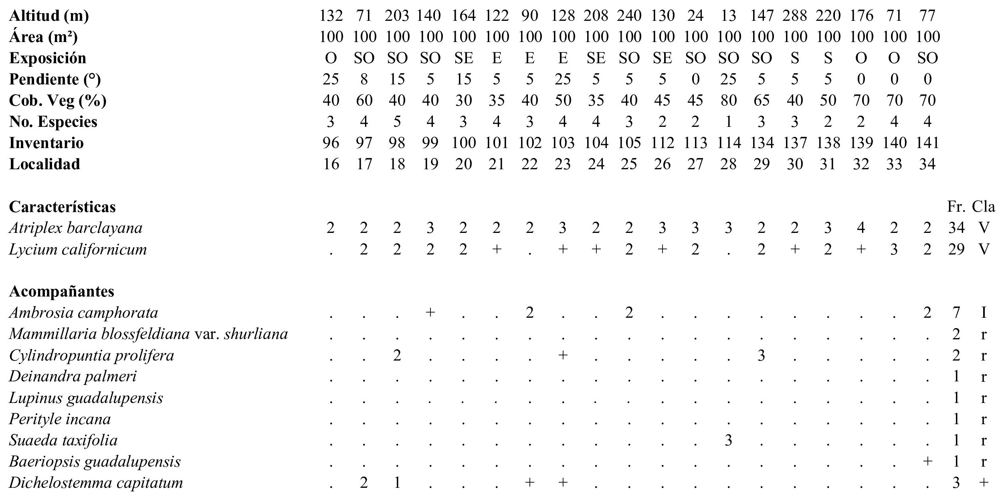 Altitud (m) 132 71 203 140 164 122 90 128 208 240 130 24 13 147 288 220 176 71 77
Área (m²) 100 100 100 100 100 100 100 100 100 100 100 100 100 100 100 100 100 100 100
Exposición O SO SO SO SE E E E SE SO SE SO SO SO S S O O SO
Pendiente (°) 25 8 15 5 15 5 5 25 5 5 5 0 25 5 5 5 0 0 0
Cob. Veg (%) 40 60 40 40 30 35 40 50 35 40 45 45 80 65 40 50 70 70 70
No. Especies 3 4 5 4 3 4 3 4 4 3 2 2 1 3 3 2 2 4 4
Inventario 96 97 98 99 100 101 102 103 104 105 112 113 114 134 137 138 139 140 141
Localidad 16 17 18 19 20 21 22 23 24 25 26 27 28 29 30 31 32 33 34
Características Fr. Cla
Atriplex barclayana 2 2 2 3 2 2 2 3 2 2 3 3 3 2 2 3 4 2 2 34 V
Lycium californicum . 2 2 2 2 + . + + 2 + 2 . 2 + 2 + 3 2 29 V
Acompañantes
Ambrosia camphorata . . . + . . 2 . . 2 . . . . . . . . 2 7 I
Mammillaria blossfeldiana var. shurliana . . . . . . . . . . . . . . . . . . . 2 r
Cylindropuntia prolifera . . 2 . . . . + . . . . . 3 . . . . . 2 r
Deinandra palmeri . . . . . . . . . . . . . . . . . . . 1 r
Lupinus guadalupensis . . . . . . . . . . . . . . . . . . . 1 r
Perityle incana . . . . . . . . . . . . . . . . . . . 1 r
Suaeda taxifolia . . . . . . . . . . . . 3 . . . . . . 1 r
Baeriopsis guadalupensis . . . . . . . . . . . . . . . . . . + 1 r
Dichelostemma capitatum . 2 1 . . . + + . . . . . . . . . . . 3 +